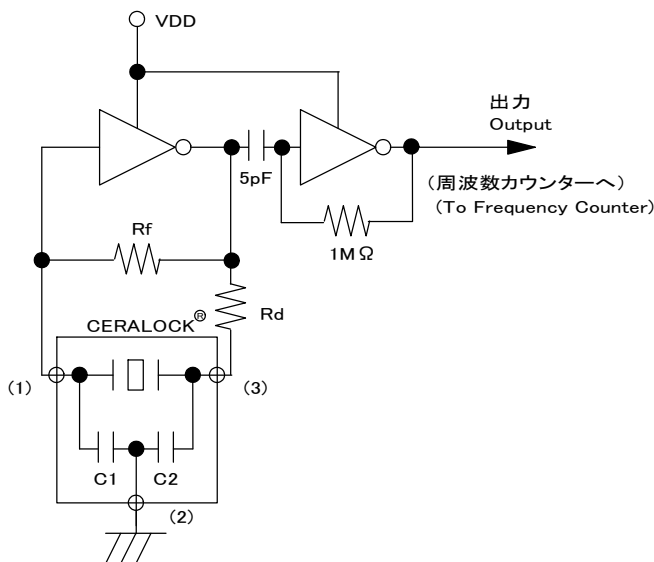 VDD
出力
Output
5pF
(周波数カウンターへ)
(To Frequency Counter)
Rf
1MΩ
Rd
CERALOCK®
(1)
(3)
C1
C2
(2)